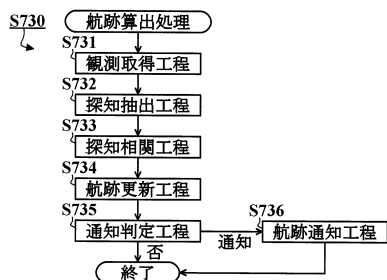 S730
航跡算出処理
S731
観測取得工程
S732
探知抽出工程
S733
探知相関工程
S734
航跡更新工程
S735
通知判定工程
通知
S736
航跡通知工程
否
終了